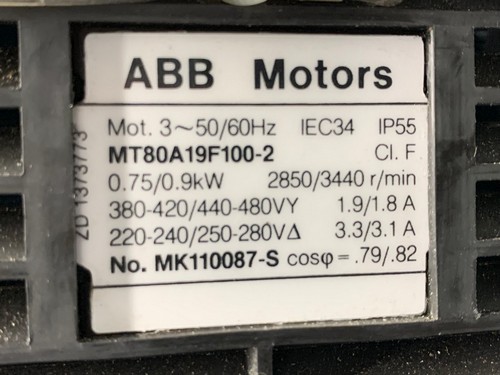 ABB Motors
Mot. 3~50/60Hz IEC34 IP55
MT80A19F100-2 Cl. F
0.75/0.9kW 2850/3440 r/min
380-420/440-480VY 1.9/1.8 A
220-240/250-280VΔ 3.3/3.1 A
No. MK110087-S cosφ = .79/.82
ZD 1373773